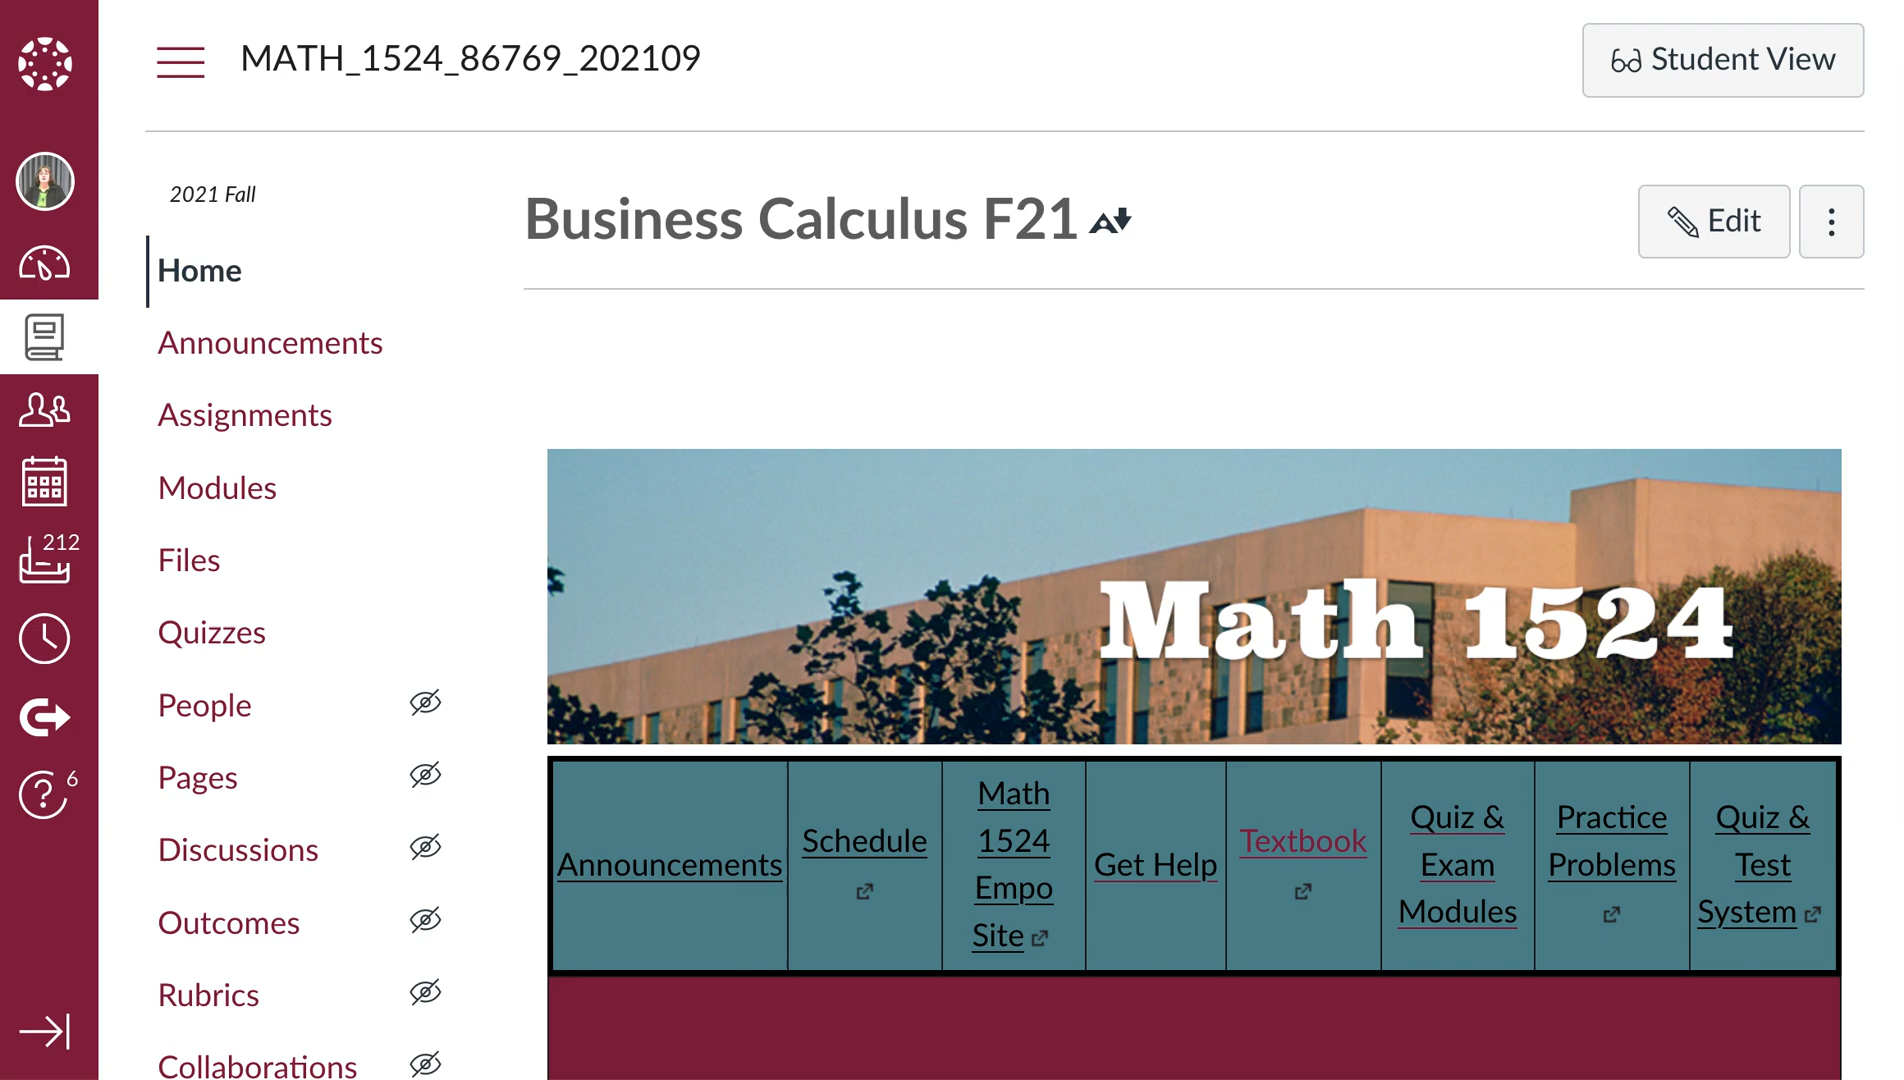 MATH_1524_86769_202109
Student View
2021 Fall
Home
Announcements
Assignments
Modules
Files
Quizzes
People
Pages
Discussions
Outcomes
Rubrics
Collaborations
212
6
Business Calculus F21
Edit
Math 1524
Announcements
Schedule
Math
1524
Empo
Site
Get Help
Textbook
Quiz &
Exam
Modules
Practice
Problems
Quiz &
Test
System